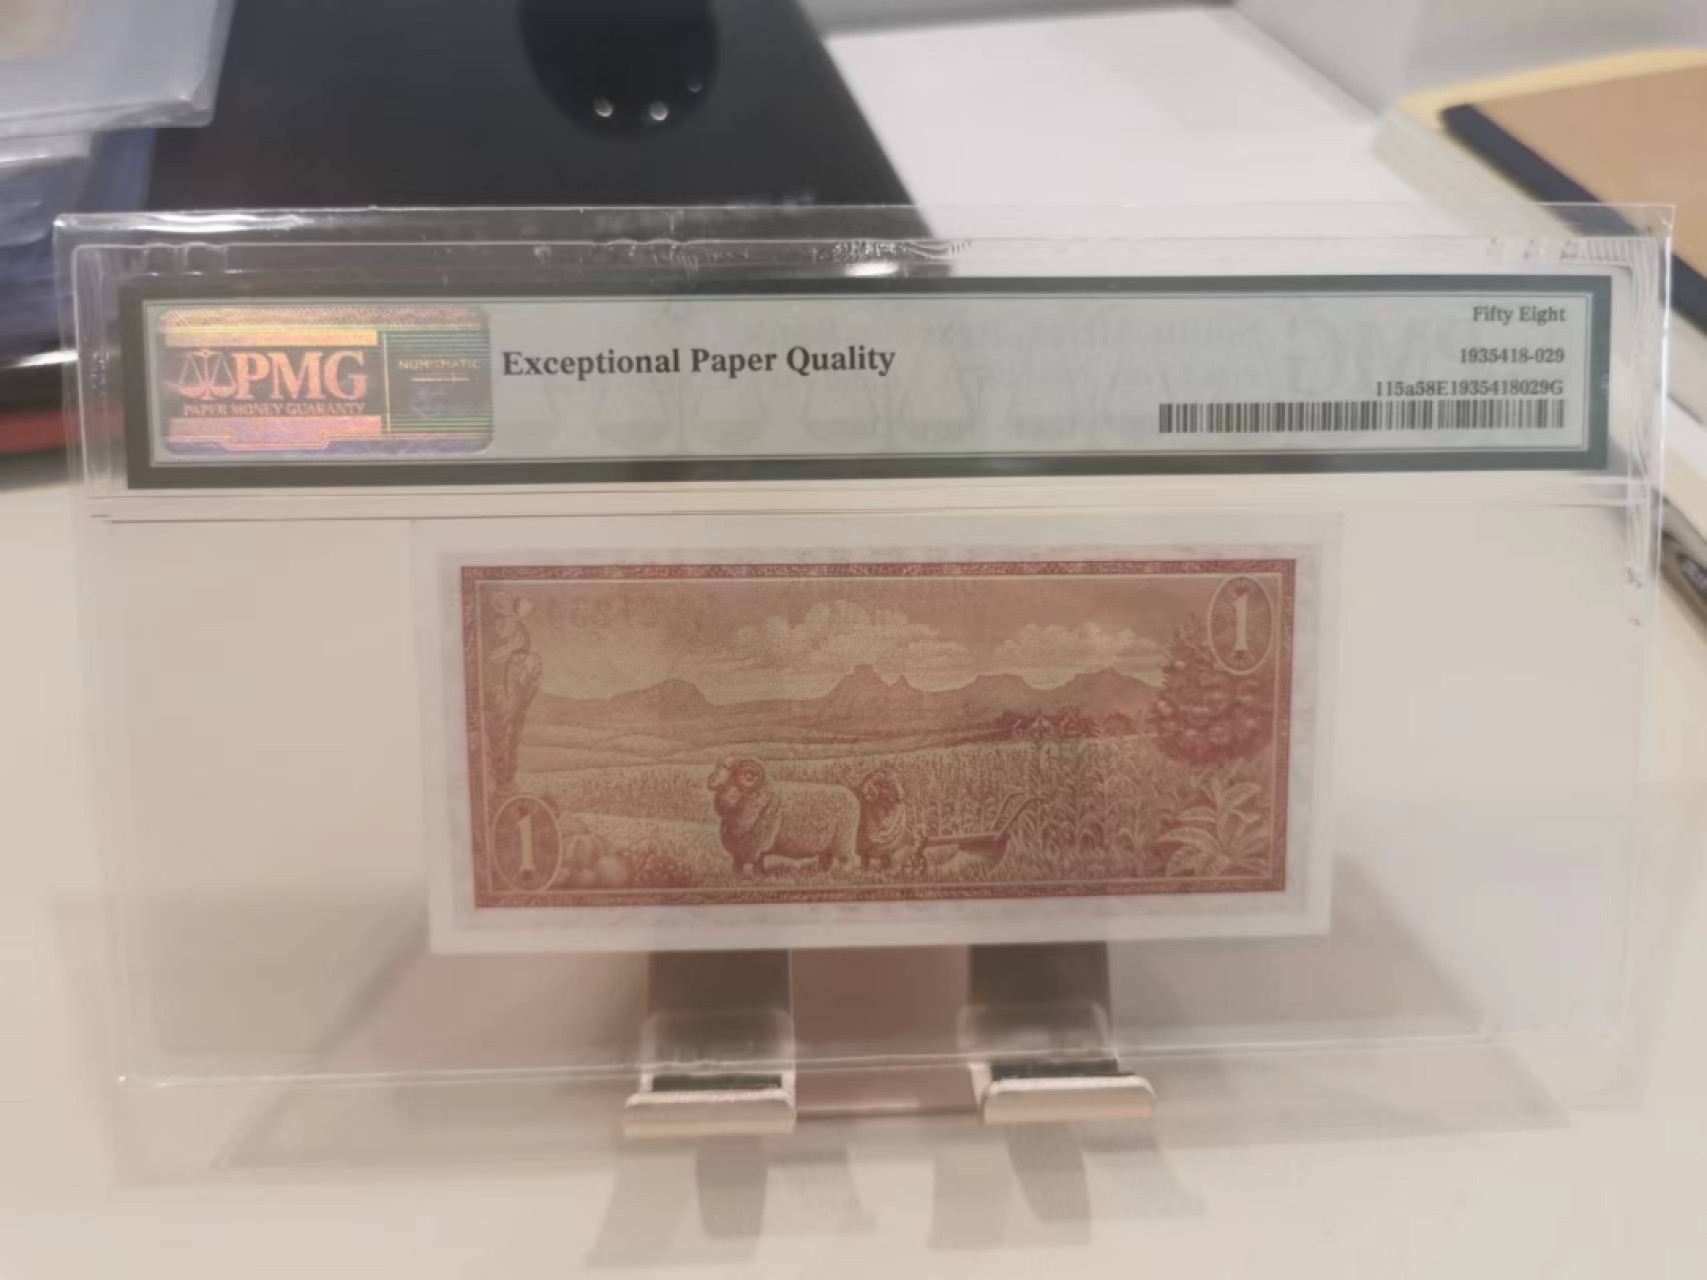 PMG
PAPER MONEY GUARANTY
NUMISMATIC
Exceptional Paper Quality
Fifty Eight
1935418-029
115a58E1935418029G
1
1